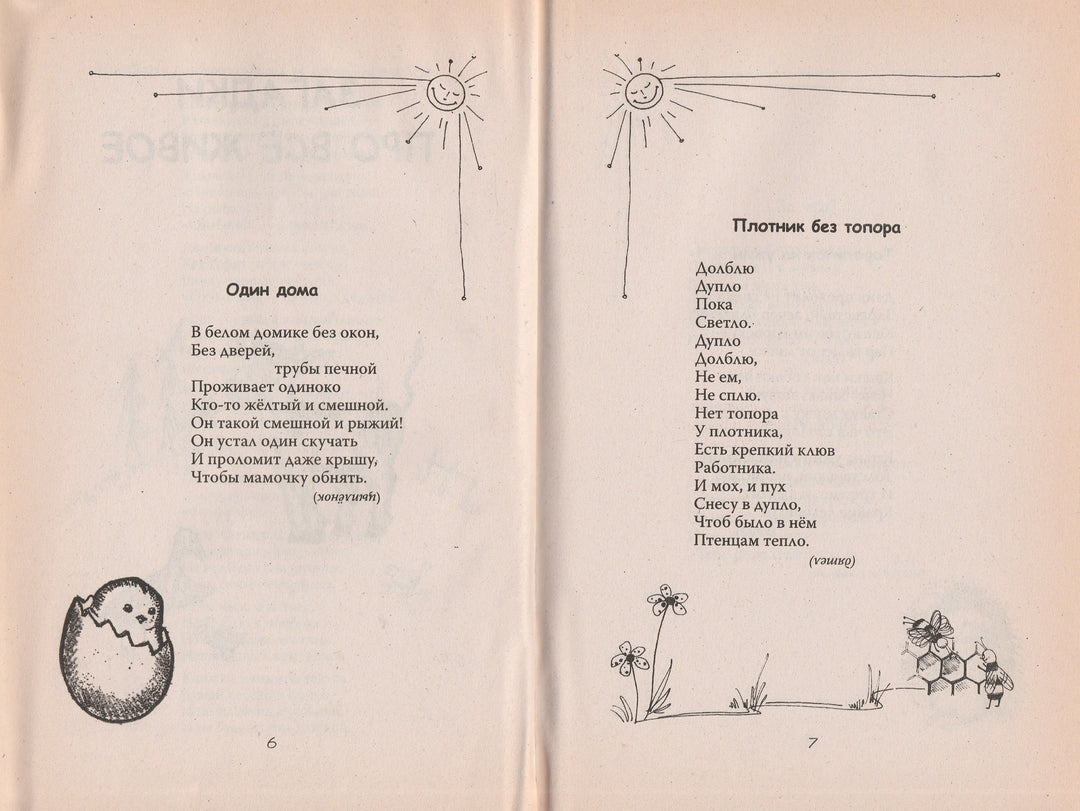 Один дома
В белом домике без окон,
Без дверей,
трубы печной
Проживает одиноко
Кто-то жёлтый и смешной.
Он такой смешной и рыжий!
Он устал один скучать
И проломит даже крышу,
Чтобы мамочку обнять.
(цыплёнок)
6
Плотник без топора
Долблю
Дупло
Пока
Светло.
Дупло
Долблю,
Не ем,
Не сплю.
Нет топора
У плотника,
Есть крепкий клюв
Работника.
И мох, и пух
Снесу в дупло,
Чтоб было в нём
Птенцам тепло.
(дятел)
7